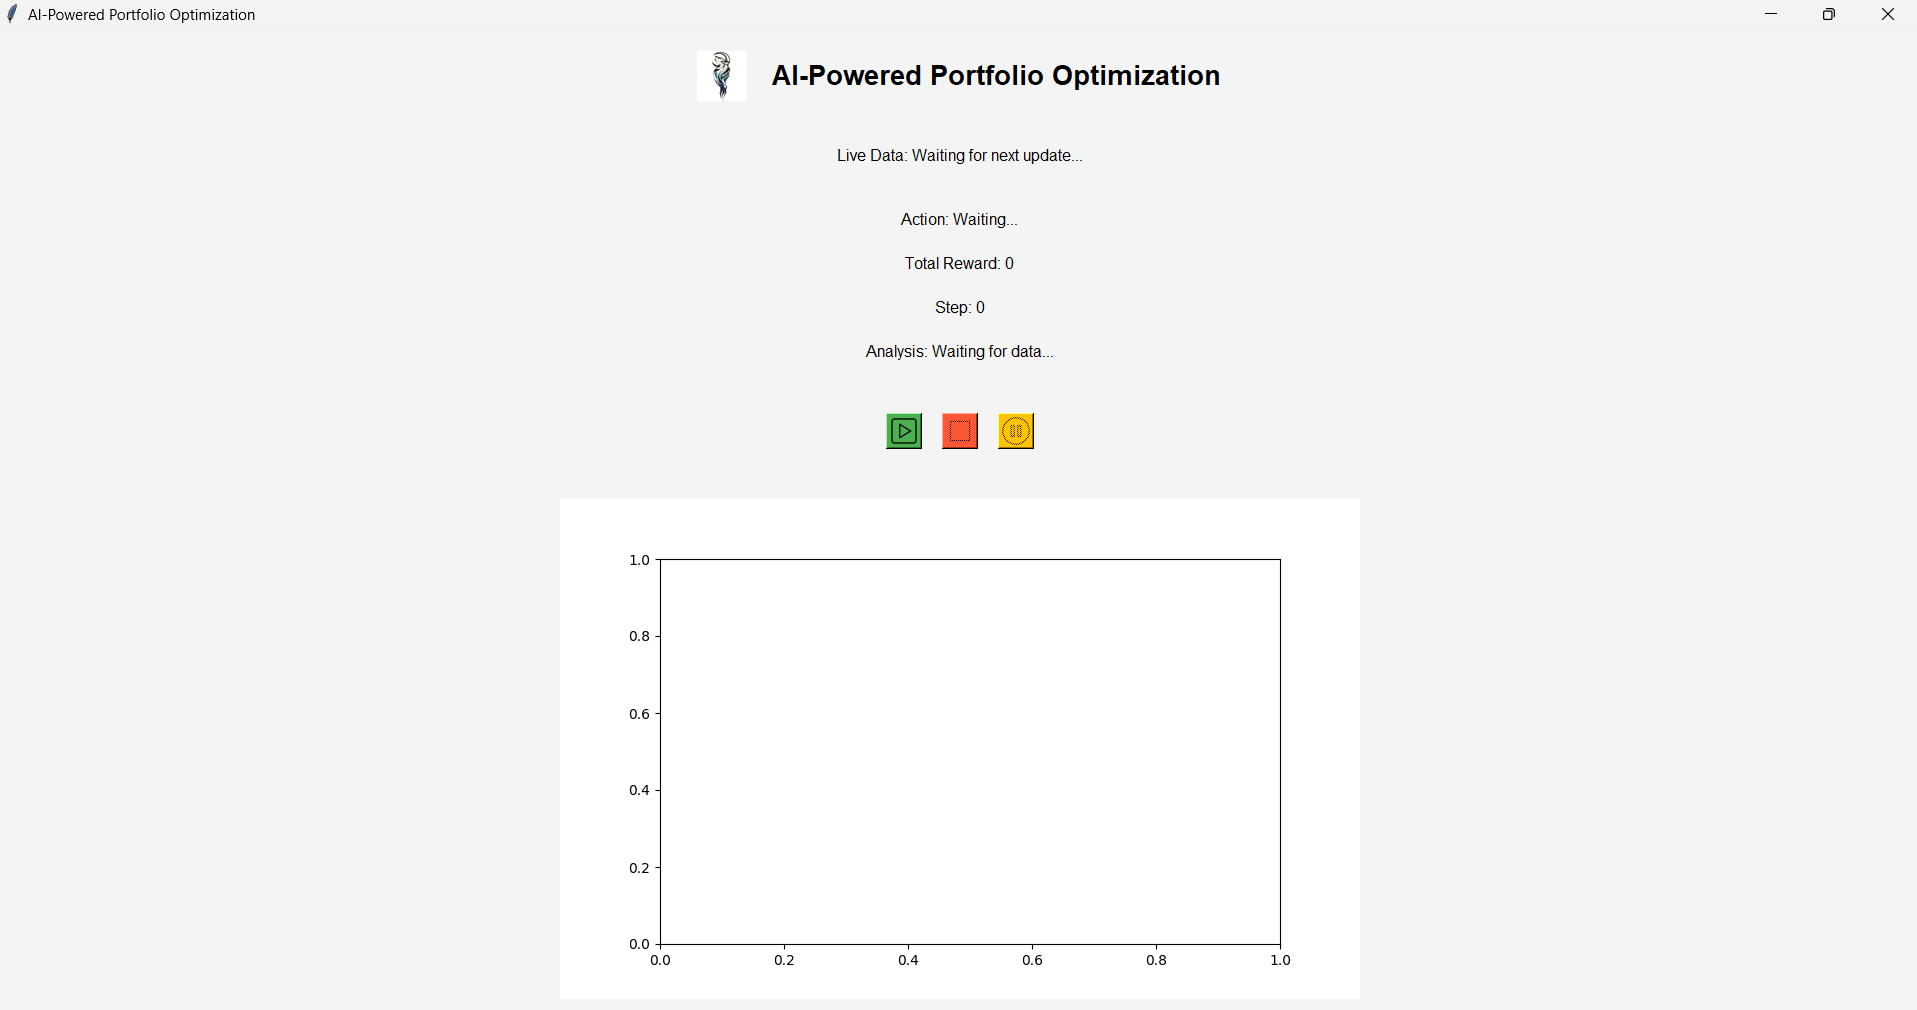 AI-Powered Portfolio Optimization
AI-Powered Portfolio Optimization
Live Data: Waiting for next update...
Action: Waiting...
Total Reward: 0
Step: 0
Analysis: Waiting for data...
1.0
0.8
0.6
0.4
0.2
0.0
0.0 0.2 0.4 0.6 0.8 1.0